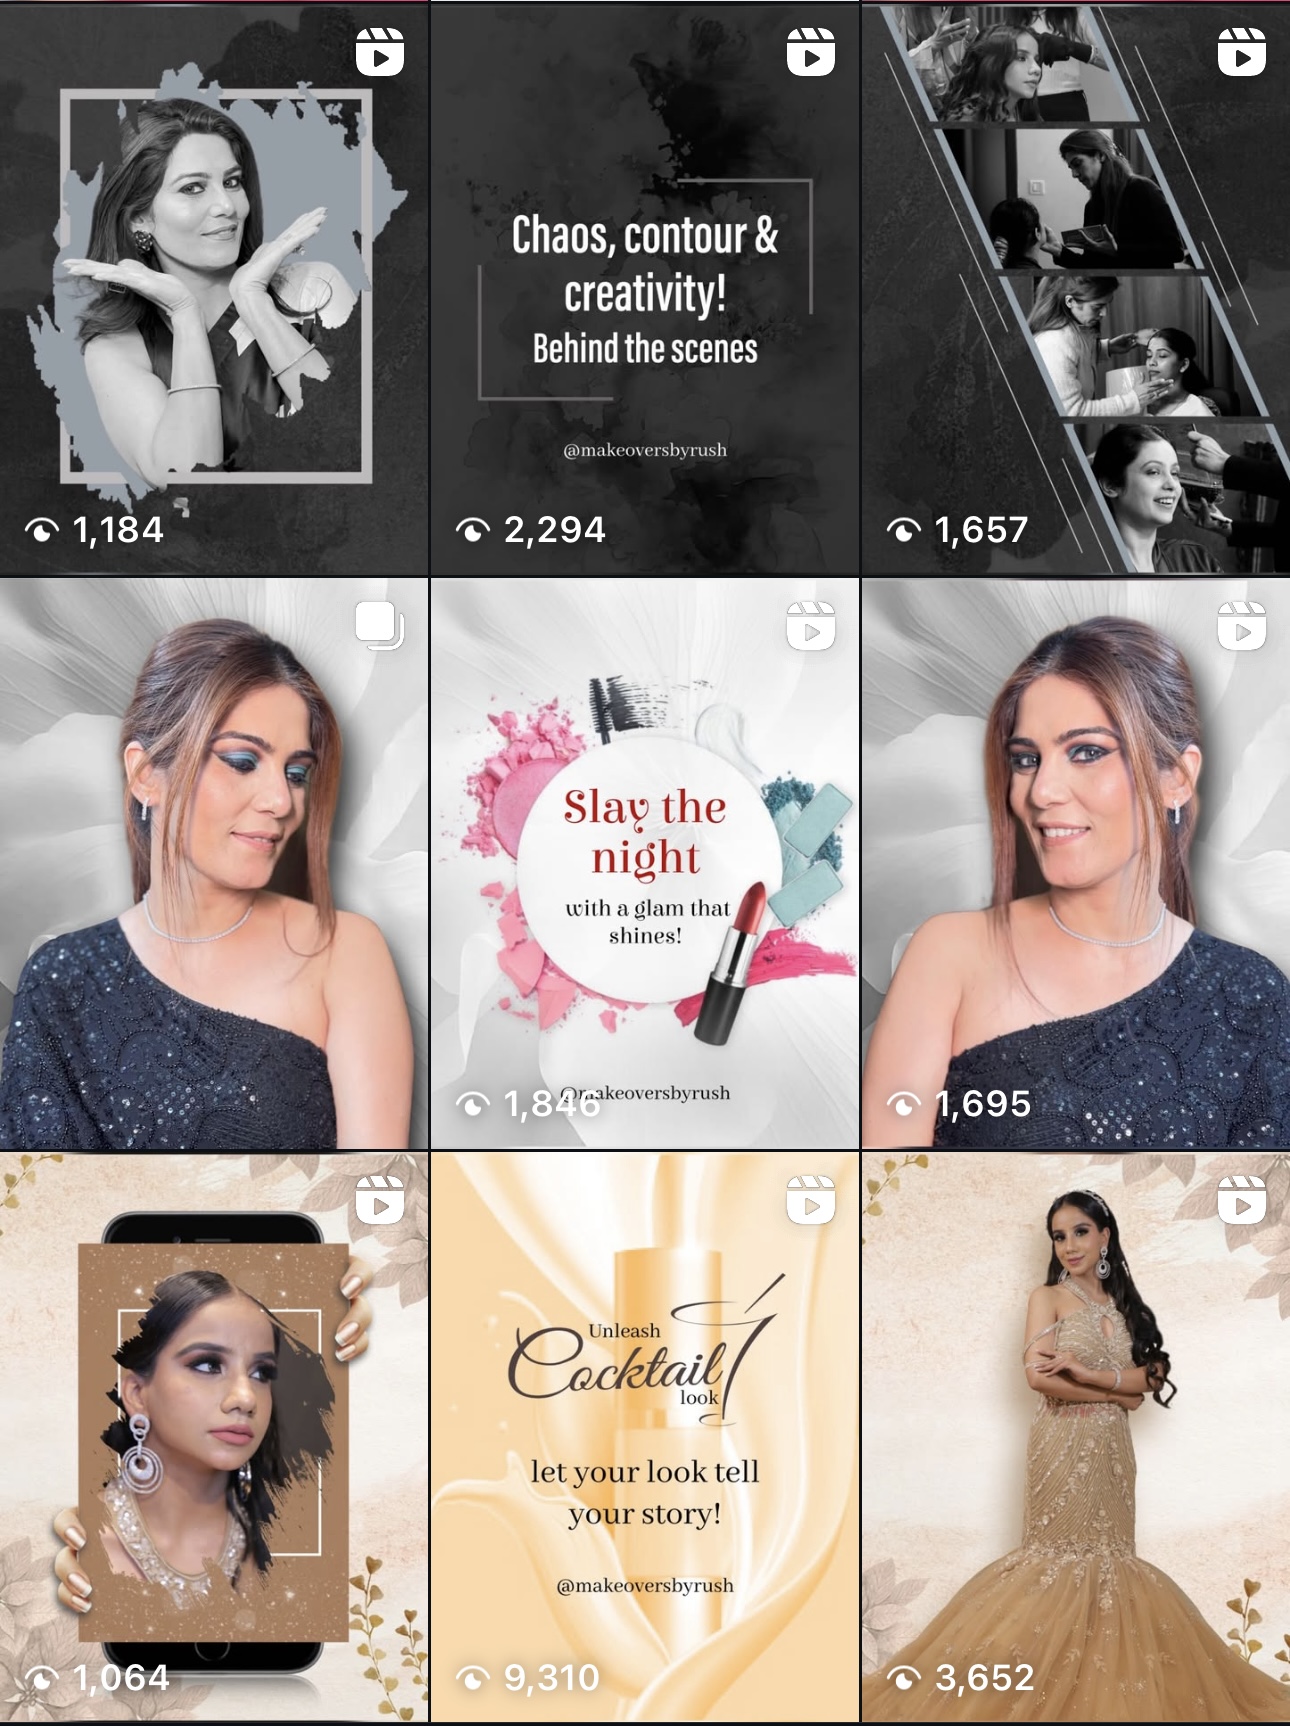 1,184
Chaos, contour &
creativity!
Behind the scenes
@makeoversbyrush
2,294
1,657
Slay the
night
with a glam that
shines!
@makeoversbyrush
1,846
1,695
1,064
Unleash
Cocktail
look
let your look tell
your story!
@makeoversbyrush
9,310
3,652